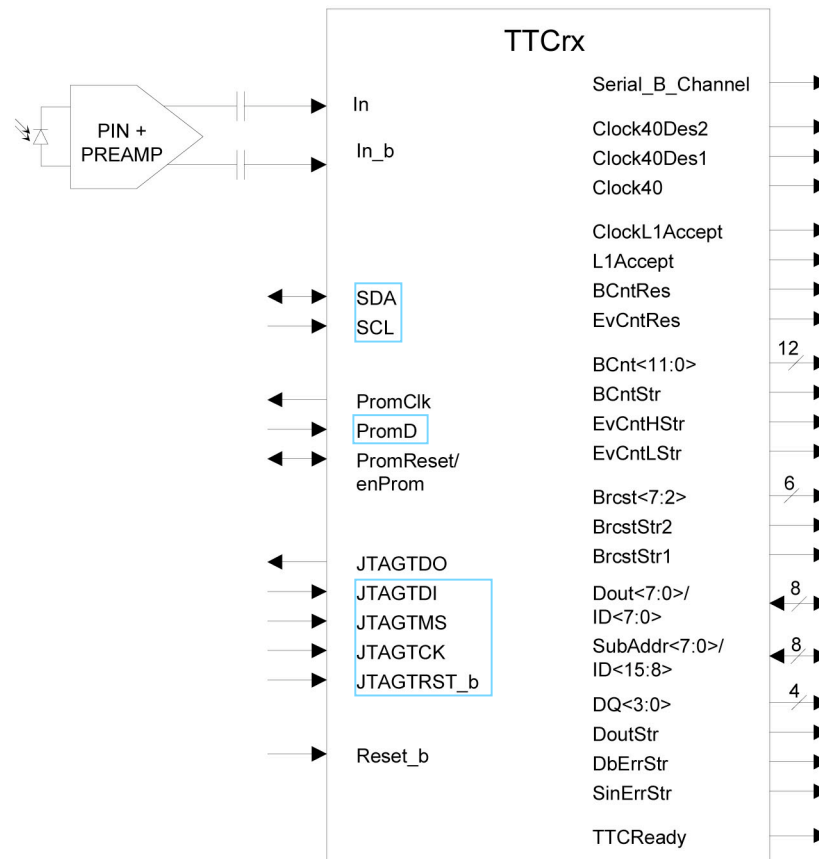 TTCrx
PIN +
PREAMP
In
In_b
SDA
SCL
PromClk
PromD
PromReset/
enProm
JTAGTDO
JTAGTDI
JTAGTMS
JTAGTCK
JTAGTRST_b
Reset_b
Serial_B_Channel
Clock40Des2
Clock40Des1
Clock40
ClockL1Accept
L1Accept
BCntRes
EvCntRes
BCnt<11:0> 12
BCntStr
EvCntHStr
EvCntLStr
Brcst<7:2> 6
BrcstStr2
BrcstStr1
Dout<7:0>/ 8
ID<7:0>
SubAddr<7:0>/ 8
ID<15:8>
DQ<3:0> 4
DoutStr
DbErrStr
SinErrStr
TTCReady